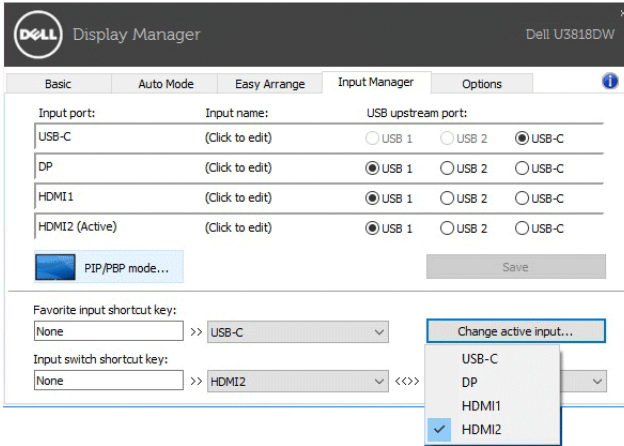 DELL Display Manager Dell U3818DW
Basic Auto Mode Easy Arrange Input Manager Options
Input port: Input name: USB upstream port:
USB-C (Click to edit) USB 1 USB 2 USB-C
DP (Click to edit) USB 1 USB 2 USB-C
HDMI1 (Click to edit) USB 1 USB 2 USB-C
HDMI2 (Active) (Click to edit) USB 1 USB 2 USB-C
PIP/PBP mode... Save
Favorite input shortcut key:
None >> USB-C Change active input...
Input switch shortcut key:
None >> HDMI2 <<>>
USB-C
DP
HDMI1
HDMI2